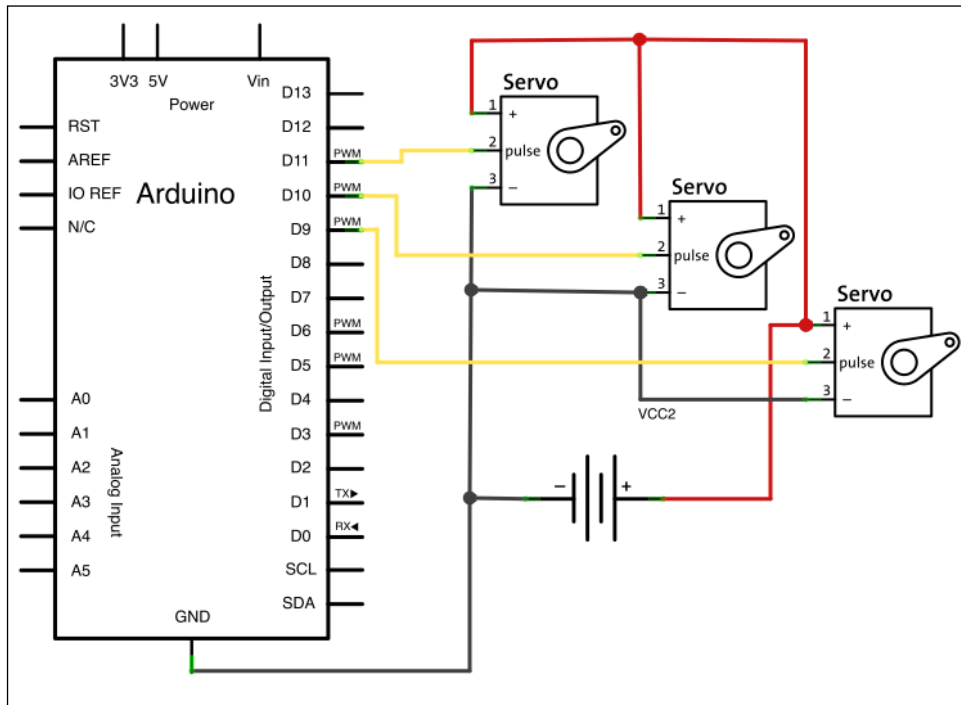 3V3 5V Vin
Power
Arduino
RST
AREF
IO REF
N/C
A0
A1
A2
A3
A4
A5
Analog Input
GND
D13
D12
D11 PWM
D10 PWM
D9 PWM
D8
D7
D6 PWM
D5 PWM
D4
D3 PWM
D2
D1 TX▶
D0 RX◀
SCL
SDA
Digital Input/Output
Servo
1 +
2 pulse
3 −
Servo
1 +
2 pulse
3 −
Servo
1 +
2 pulse
3 −
VCC2
− +